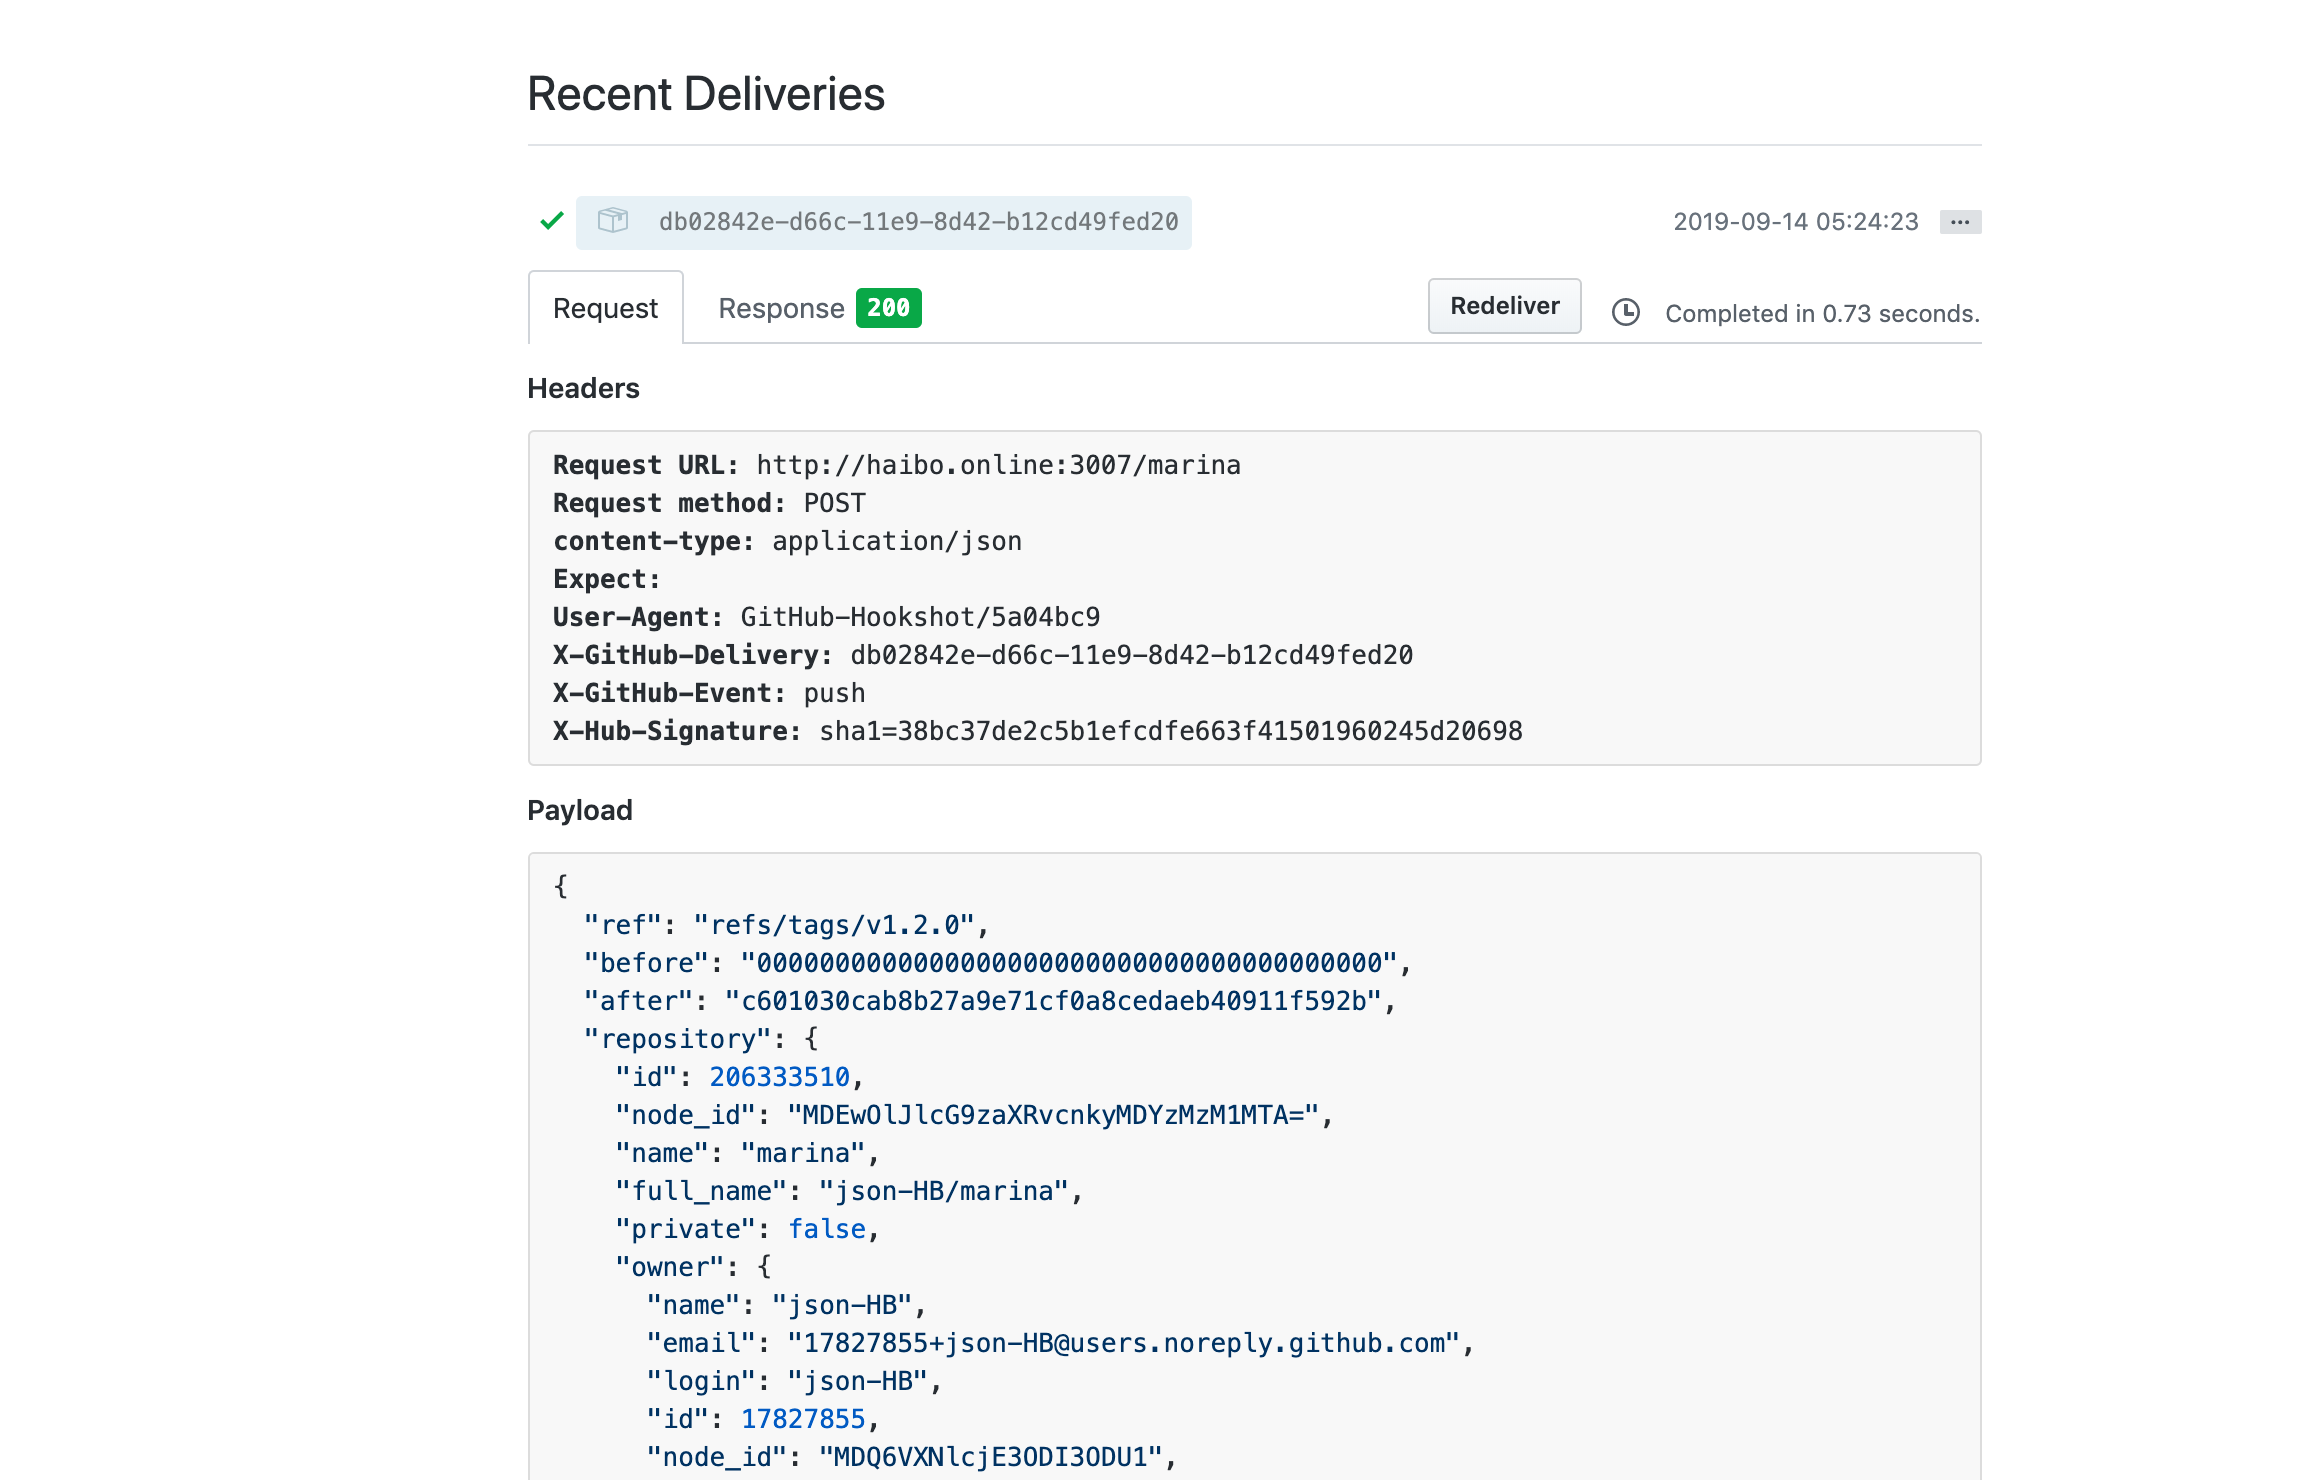 Recent Deliveries
db02842e-d66c-11e9-8d42-b12cd49fed20 2019-09-14 05:24:23 ...
Request Response 200 Redeliver Completed in 0.73 seconds.
Headers
Request URL: http://haibo.online:3007/marina
Request method: POST
content-type: application/json
Expect:
User-Agent: GitHub-Hookshot/5a04bc9
X-GitHub-Delivery: db02842e-d66c-11e9-8d42-b12cd49fed20
X-GitHub-Event: push
X-Hub-Signature: sha1=38bc37de2c5b1efcdfe663f41501960245d20698
Payload
{
  "ref": "refs/tags/v1.2.0",
  "before": "0000000000000000000000000000000000000000",
  "after": "c601030cab8b27a9e71cf0a8cedaeb40911f592b",
  "repository": {
    "id": 206333510,
    "node_id": "MDEwOlJlcG9zaXRvcnkyMDYzMzM1MTA=",
    "name": "marina",
    "full_name": "json-HB/marina",
    "private": false,
    "owner": {
      "name": "json-HB",
      "email": "17827855+json-HB@users.noreply.github.com",
      "login": "json-HB",
      "id": 17827855,
      "node_id": "MDQ6VXNlcjE3ODI3ODU1",